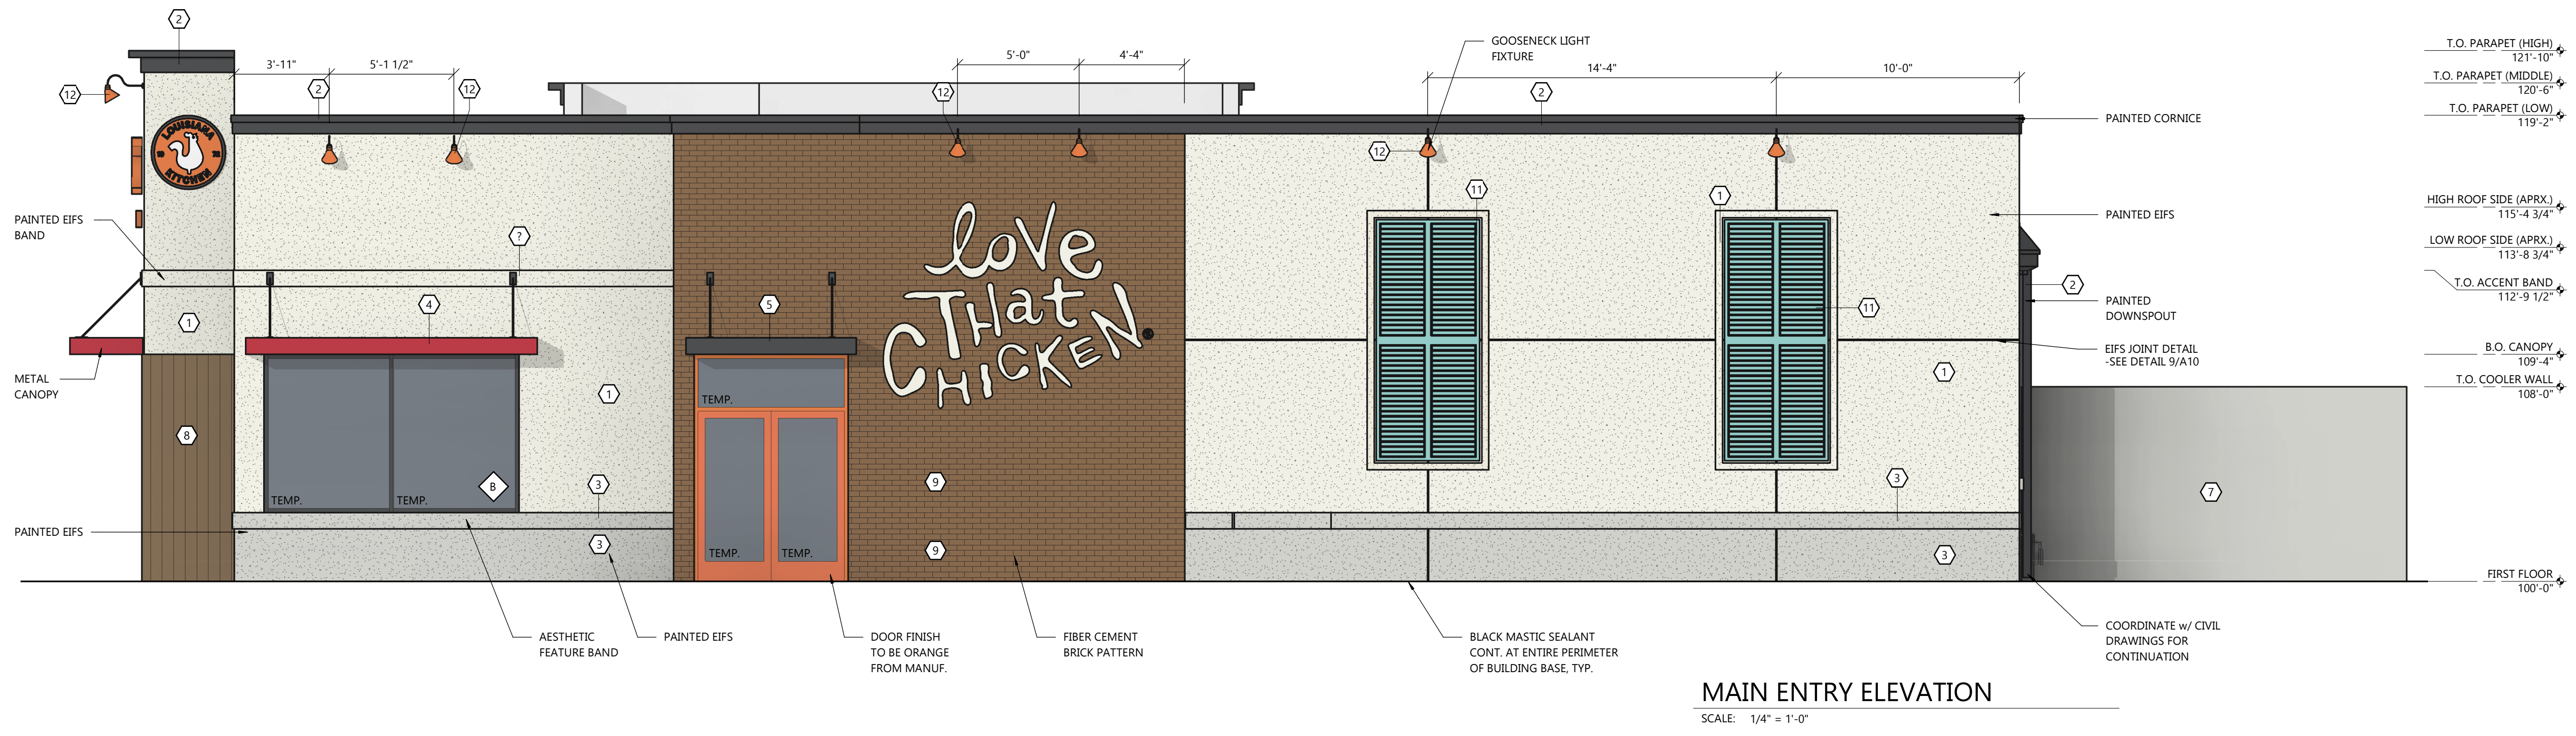 2
GOOSENECK LIGHT
FIXTURE
T.O. PARAPET (HIGH)
121'-10"
3'-11"
5'-1 1/2"
5'-0"
4'-4"
14'-4"
10'-0"
T.O. PARAPET (MIDDLE)
120'-6"
12
2
12
12
2
T.O. PARAPET (LOW)
119'-2"
PAINTED CORNICE
LOUISIANA
19 72
KITCHEN
12
11
1
HIGH ROOF SIDE (APRX.)
115'-4 3/4"
PAINTED EIFS
BAND
PAINTED EIFS
?
LOW ROOF SIDE (APRX.)
113'-8 3/4"
love
THat
CHICKEN
2
T.O. ACCENT BAND
112'-9 1/2"
4
5
11
PAINTED
DOWNSPOUT
1
EIFS JOINT DETAIL
-SEE DETAIL 9/A10
B.O. CANOPY
109'-4"
METAL
CANOPY
1
1
T.O. COOLER WALL
108'-0"
TEMP.
8
B
3
9
3
7
TEMP.
TEMP.
PAINTED EIFS
3
9
3
TEMP.
TEMP.
FIRST FLOOR
100'-0"
AESTHETIC
FEATURE BAND
PAINTED EIFS
DOOR FINISH
TO BE ORANGE
FROM MANUF.
FIBER CEMENT
BRICK PATTERN
BLACK MASTIC SEALANT
CONT. AT ENTIRE PERIMETER
OF BUILDING BASE, TYP.
COORDINATE w/ CIVIL
DRAWINGS FOR
CONTINUATION
MAIN ENTRY ELEVATION
SCALE: 1/4" = 1'-0"